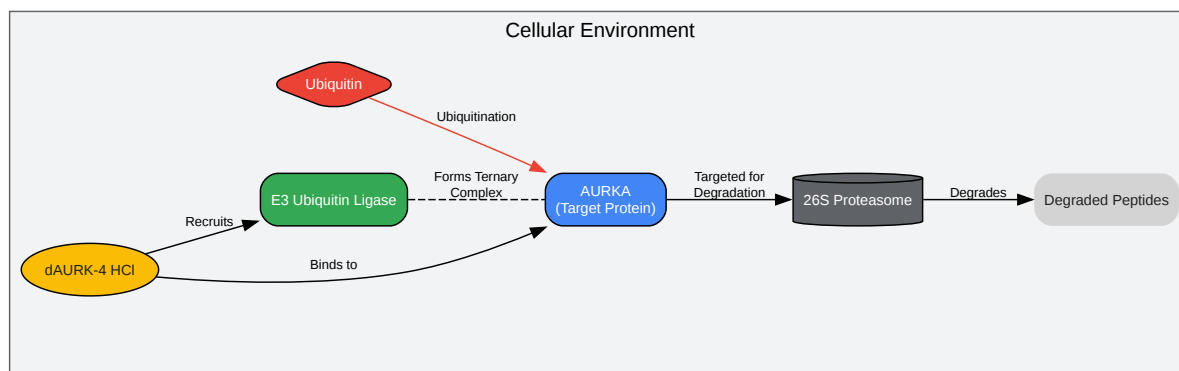 Cellular Environment
Ubiquitin
Ubiquitination
E3 Ubiquitin Ligase
Forms Ternary
Complex
AURKA
(Target Protein)
Targeted for
Degradation
26S Proteasome
Degrades
Degraded Peptides
Recruits
dAURK-4 HCl
Binds to